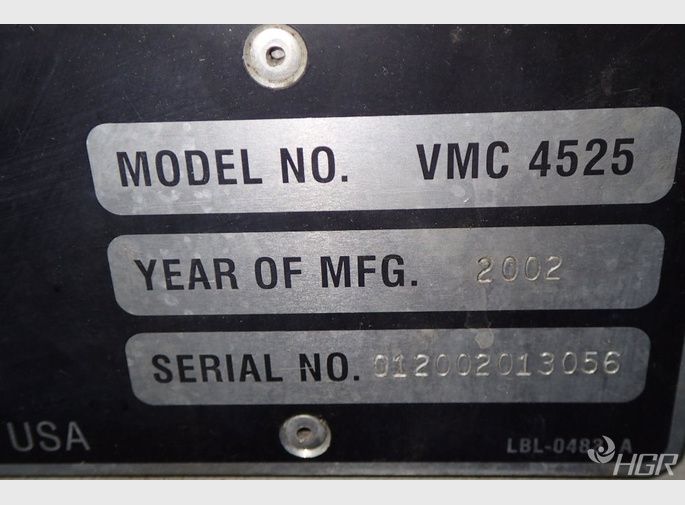 MODEL NO. VMC 4525
YEAR OF MFG. 2002
SERIAL NO. 012002013056
USA
HGR